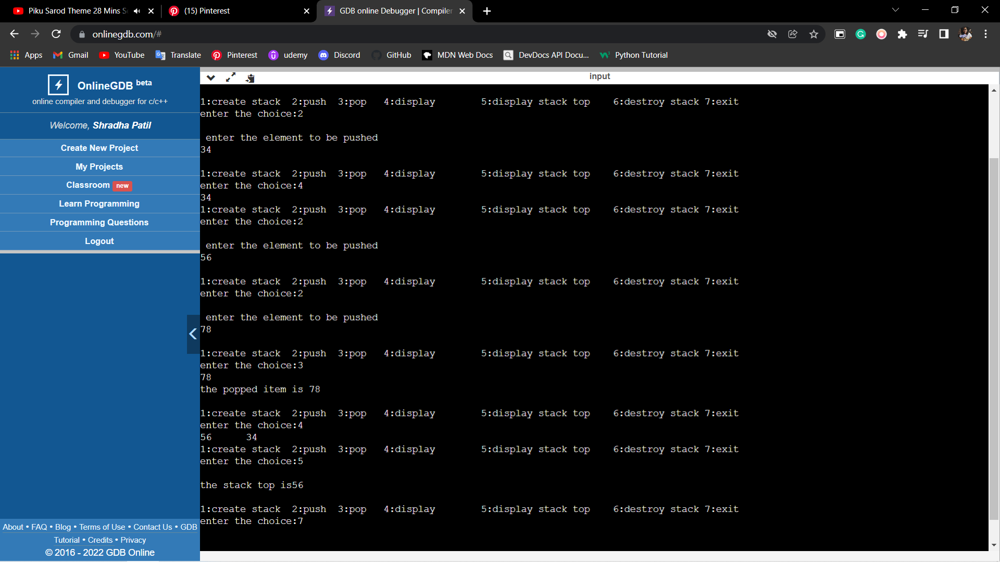 Piku Sarod Theme 28 Mins S
(15) Pinterest
GDB online Debugger | Compiler
onlinegdb.com/#
Apps Gmail YouTube Translate Pinterest udemy Discord GitHub MDN Web Docs DevDocs API Docu... Python Tutorial
OnlineGDB beta
online compiler and debugger for c/c++
Welcome, Shradha Patil
Create New Project
My Projects
Classroom new
Learn Programming
Programming Questions
Logout
About • FAQ • Blog • Terms of Use • Contact Us • GDB
Tutorial • Credits • Privacy
© 2016 - 2022 GDB Online
input
1:create stack 2:push 3:pop 4:display 5:display stack top 6:destroy stack 7:exit
enter the choice:2
enter the element to be pushed
34
1:create stack 2:push 3:pop 4:display 5:display stack top 6:destroy stack 7:exit
enter the choice:4
34
1:create stack 2:push 3:pop 4:display 5:display stack top 6:destroy stack 7:exit
enter the choice:2
enter the element to be pushed
56
1:create stack 2:push 3:pop 4:display 5:display stack top 6:destroy stack 7:exit
enter the choice:2
enter the element to be pushed
78
1:create stack 2:push 3:pop 4:display 5:display stack top 6:destroy stack 7:exit
enter the choice:3
78
the popped item is 78
1:create stack 2:push 3:pop 4:display 5:display stack top 6:destroy stack 7:exit
enter the choice:4
56 34
1:create stack 2:push 3:pop 4:display 5:display stack top 6:destroy stack 7:exit
enter the choice:5
the stack top is56
1:create stack 2:push 3:pop 4:display 5:display stack top 6:destroy stack 7:exit
enter the choice:7